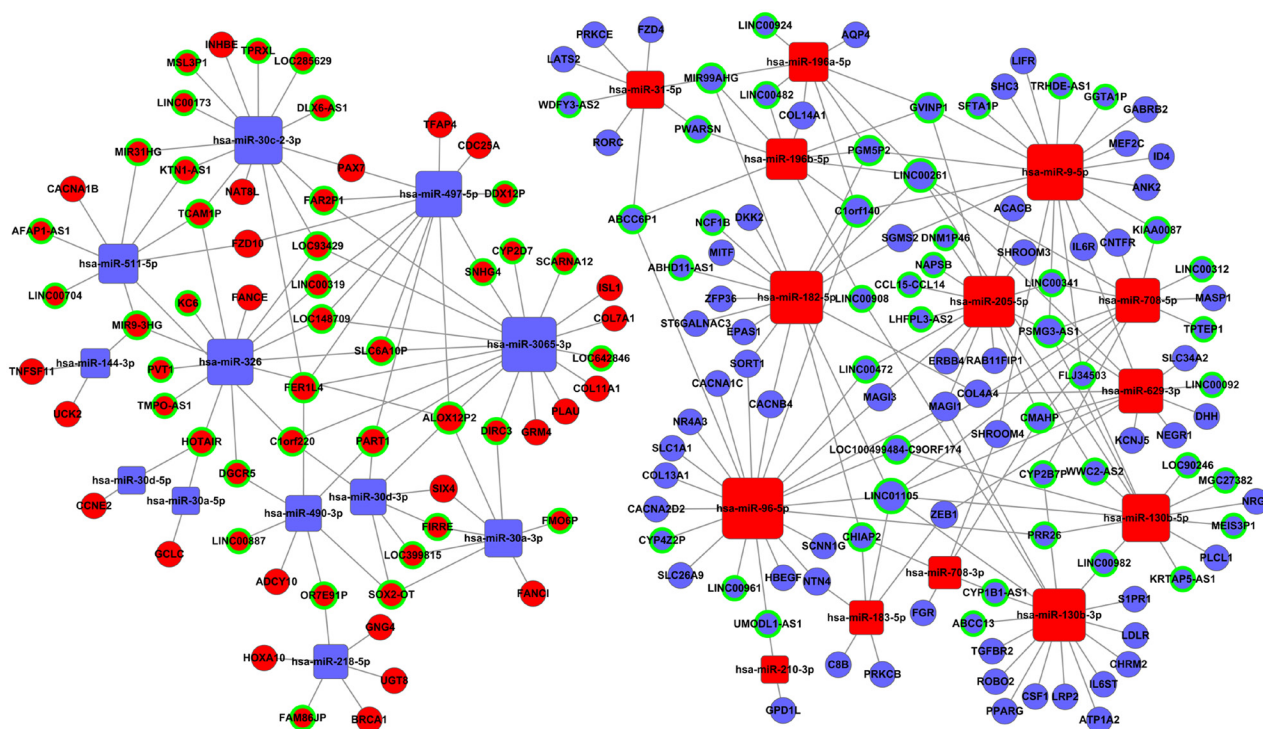 INHBE
TPRXL
MSL3P1
LOC285629
LINC00173
DLX6-AS1
hsa-miR-30c-2-3p
MIR31HG
KTN1-AS1
TFAP4
CDC25A
PAX7
hsa-miR-497-5p
CACNA1B
NAT8L
FAR2P1
DDX12P
TCAM1P
AFAP1-AS1
FZD10
LOC93429
CYP2D7
hsa-miR-511-5p
SNHG4
SCARNA12
LINC00704
KC6
FANCE
LINC00319
ISL1
MIR9-3HG
LOC148709
COL7A1
SLC6A10P
hsa-miR-3065-3p
hsa-miR-144-3p
hsa-miR-326
LOC642846
TNFSF11
PVT1
FER1L4
COL11A1
TMPO-AS1
UCK2
ALOX12P2
PLAU
DIRC3
GRM4
HOTAIR
C1orf220
PART1
DGCR5
hsa-miR-30d-5p
SIX4
CCNE2
hsa-miR-30a-5p
hsa-miR-30d-3p
hsa-miR-490-3p
FIRRE
FMO6P
LINC00887
hsa-miR-30a-3p
LOC399815
GCLC
ADCY10
OR7E91P
SOX2-OT
FANCI
GNG4
HOXA10
hsa-miR-218-5p
UGT8
FAM86JP
BRCA1
LINC00924
PRKCE
FZD4
AQP4
LATS2
hsa-miR-196a-5p
LIFR
MIR99AHG
SHC3
TRHDE-AS1
hsa-miR-31-5p
GGTA1P
WDFY3-AS2
LINC00482
GVINP1
SFTA1P
GABRB2
COL14A1
PWARSN
RORC
MEF2C
hsa-miR-196b-5p
PGM5P2
ID4
LINC00261
hsa-miR-9-5p
ANK2
C1orf140
ACACB
ABCC6P1
NCF1B
DKK2
SGMS2
DNM1P46
KIAA0087
MITF
IL6R
CNTFR
SHROOM3
NAPSB
ABHD11-AS1
LINC00312
CCL15-CCL14
LINC00341
ZFP36
hsa-miR-182-5p
LINC00908
hsa-miR-205-5p
hsa-miR-708-5p
MASP1
ST6GALNAC3
LHFPL3-AS2
PSMG3-AS1
TPTEP1
EPAS1
SORT1
ERBB4
RAB11FIP1
SLC34A2
LINC00472
FLJ34503
CACNA1C
LINC00092
MAGI3
COL4A4
hsa-miR-629-3p
CACNB4
MAGI1
NR4A3
CMAHP
DHH
SHROOM4
NEGR1
SLC1A1
KCNJ5
LOC100499484-C9ORF174
COL13A1
CYP2B7P
WWC2-AS2
LOC90246
MGC27382
CACNA2D2
LINC01105
NRG
hsa-miR-96-5p
hsa-miR-130b-5p
ZEB1
MEIS3P1
CYP4Z2P
SCNN1G
CHIAP2
PRR26
PLCL1
SLC26A9
HBEGF
LINC00982
hsa-miR-708-3p
LINC00961
NTN4
KRTAP5-AS1
CYP1B1-AS1
FGR
S1PR1
UMODL1-AS1
hsa-miR-183-5p
ABCC13
hsa-miR-130b-3p
LDLR
TGFBR2
C8B
CHRM2
hsa-miR-210-3p
PRKCB
ROBO2
IL6ST
CSF1
LRP2
GPD1L
PPARG
ATP1A2